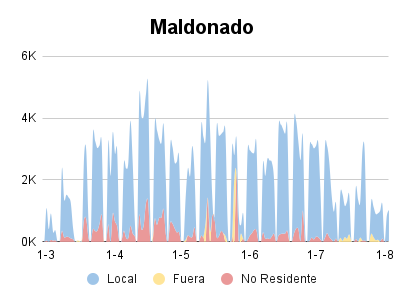 Maldonado
6K
4K
2K
0K
1-3 1-4 1-5 1-6 1-7 1-8
Local Fuera No Residente